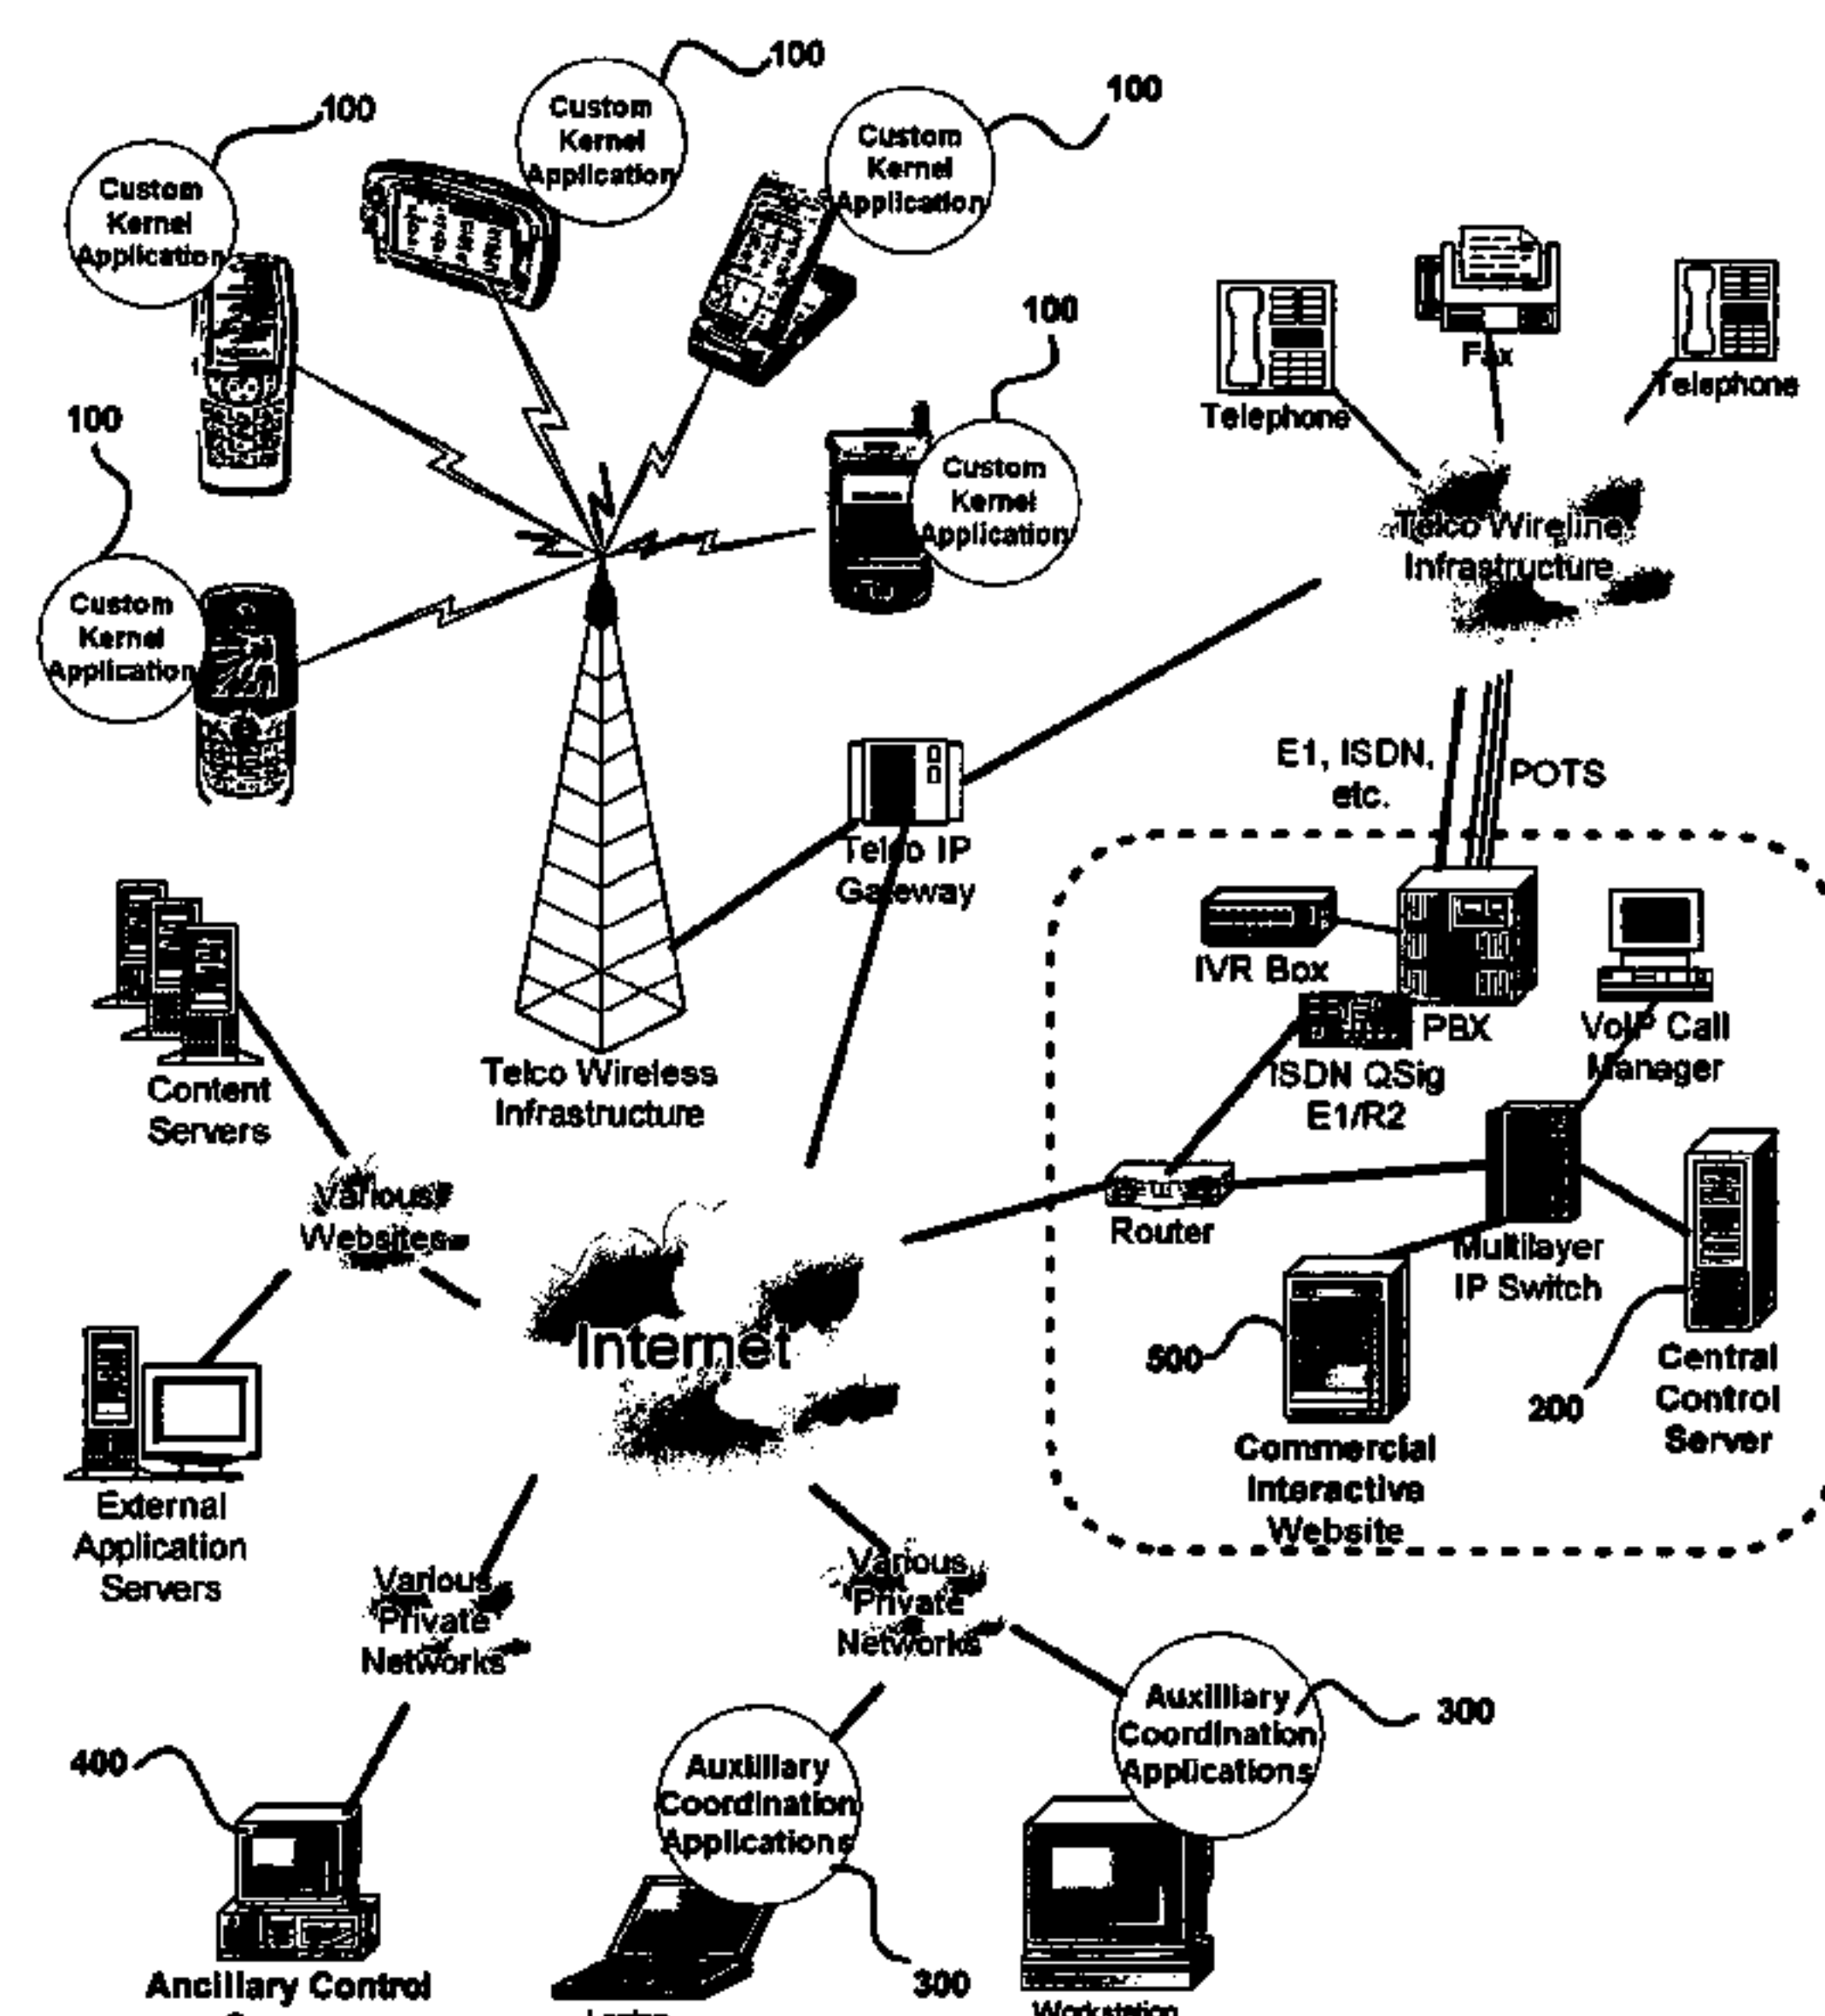 100
100
100
100
100
Custom
Kernel
Application
Custom
Kernel
Application
Custom
Kernel
Application
Custom
Kernel
Application
Custom
Kernel
Application
Telephone
Fax
Telephone
Telco Wireline
Infrastructure
E1, ISDN,
etc.
POTS
Telco IP
Gateway
Telco Wireless
Infrastructure
Content
Servers
IVR Box
PBX
VoIP Call
Manager
ISDN QSig
E1/R2
Router
Multilayer
IP Switch
Various
Websites
Internet
500
200
Central
Control
Server
Commercial
Interactive
Website
External
Application
Servers
Various
Private
Networks
Various
Private
Networks
Auxilliary
Coordination
Applications
300
400
Auxilliary
Coordination
Applications
300
Ancillary Control
Workstation